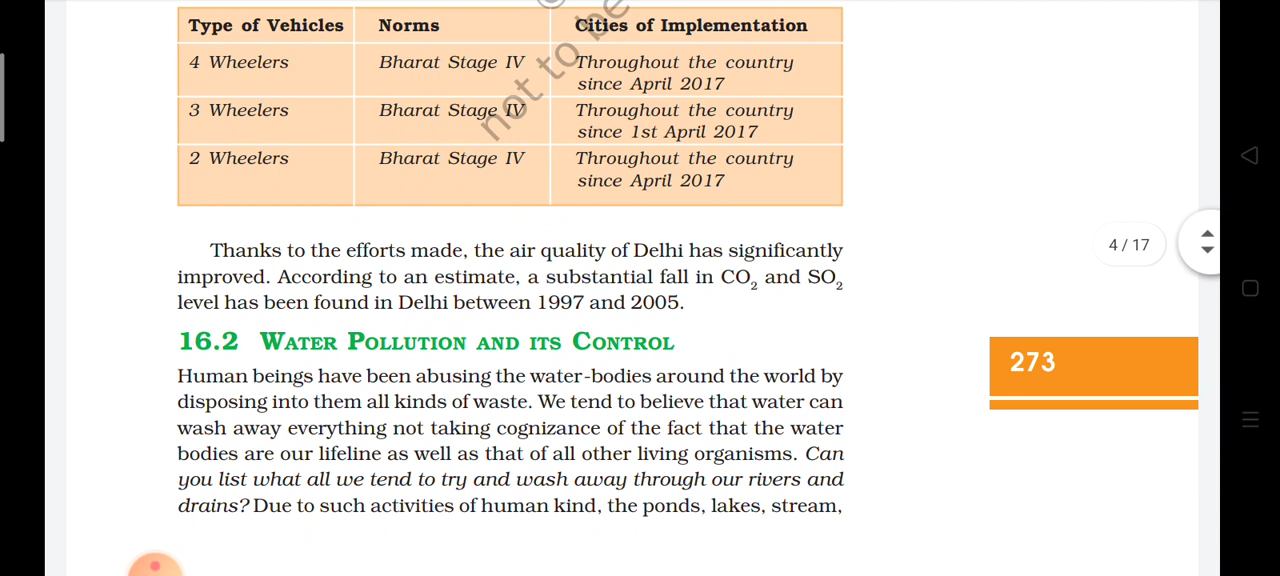 not to be
Type of Vehicles Norms Cities of Implementation
4 Wheelers Bharat Stage IV Throughout the country
since April 2017
3 Wheelers Bharat Stage IV Throughout the country
since 1st April 2017
2 Wheelers Bharat Stage IV Throughout the country
since April 2017
Thanks to the efforts made, the air quality of Delhi has significantly
improved. According to an estimate, a substantial fall in CO₂ and SO₂
level has been found in Delhi between 1997 and 2005.
4 / 17
16.2 WATER POLLUTION AND ITS CONTROL
273
Human beings have been abusing the water-bodies around the world by
disposing into them all kinds of waste. We tend to believe that water can
wash away everything not taking cognizance of the fact that the water
bodies are our lifeline as well as that of all other living organisms. Can
you list what all we tend to try and wash away through our rivers and
drains? Due to such activities of human kind, the ponds, lakes, stream,